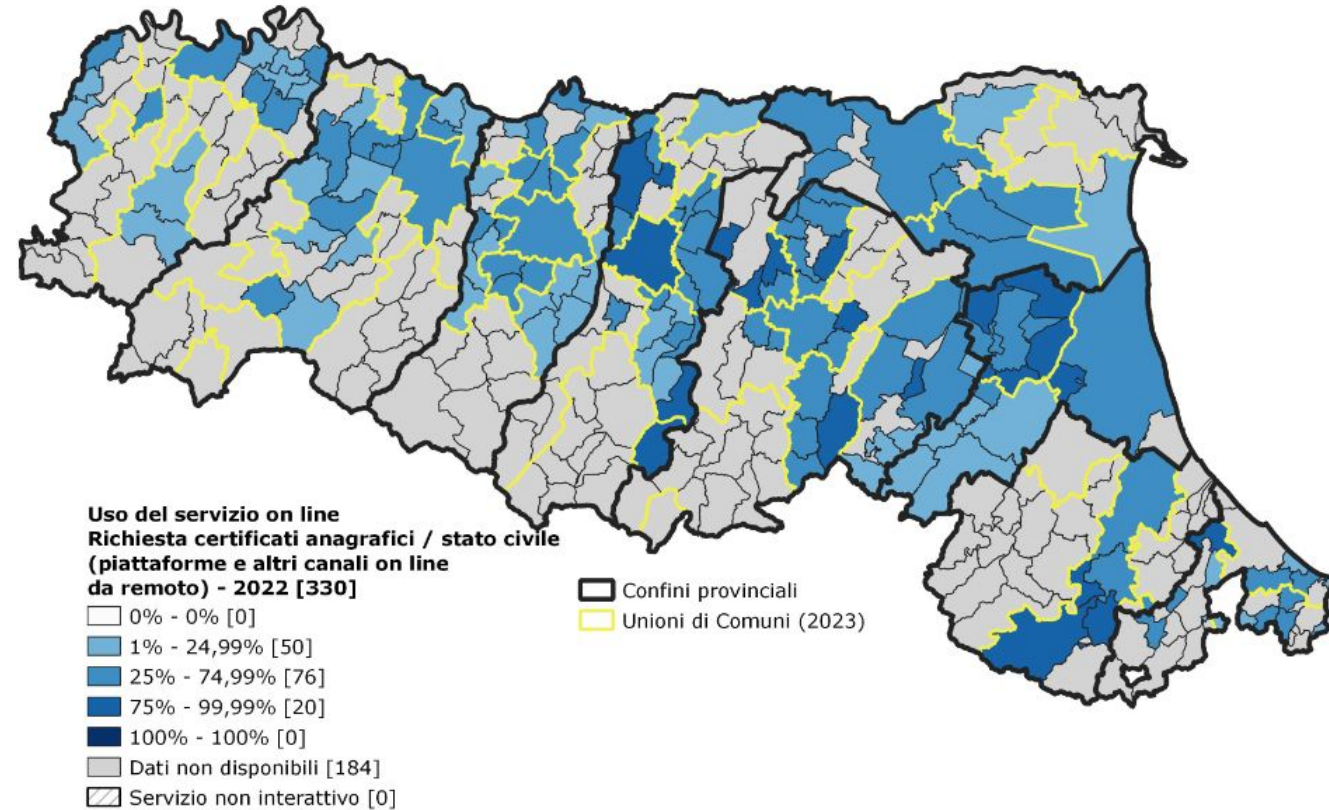 Uso del servizio on line
Richiesta certificati anagrafici / stato civile
(piattaforme e altri canali on line
da remoto) - 2022 [330]
0% - 0% [0]
1% - 24,99% [50]
25% - 74,99% [76]
75% - 99,99% [20]
100% - 100% [0]
Dati non disponibili [184]
Servizio non interattivo [0]
Confini provinciali
Unioni di Comuni (2023)